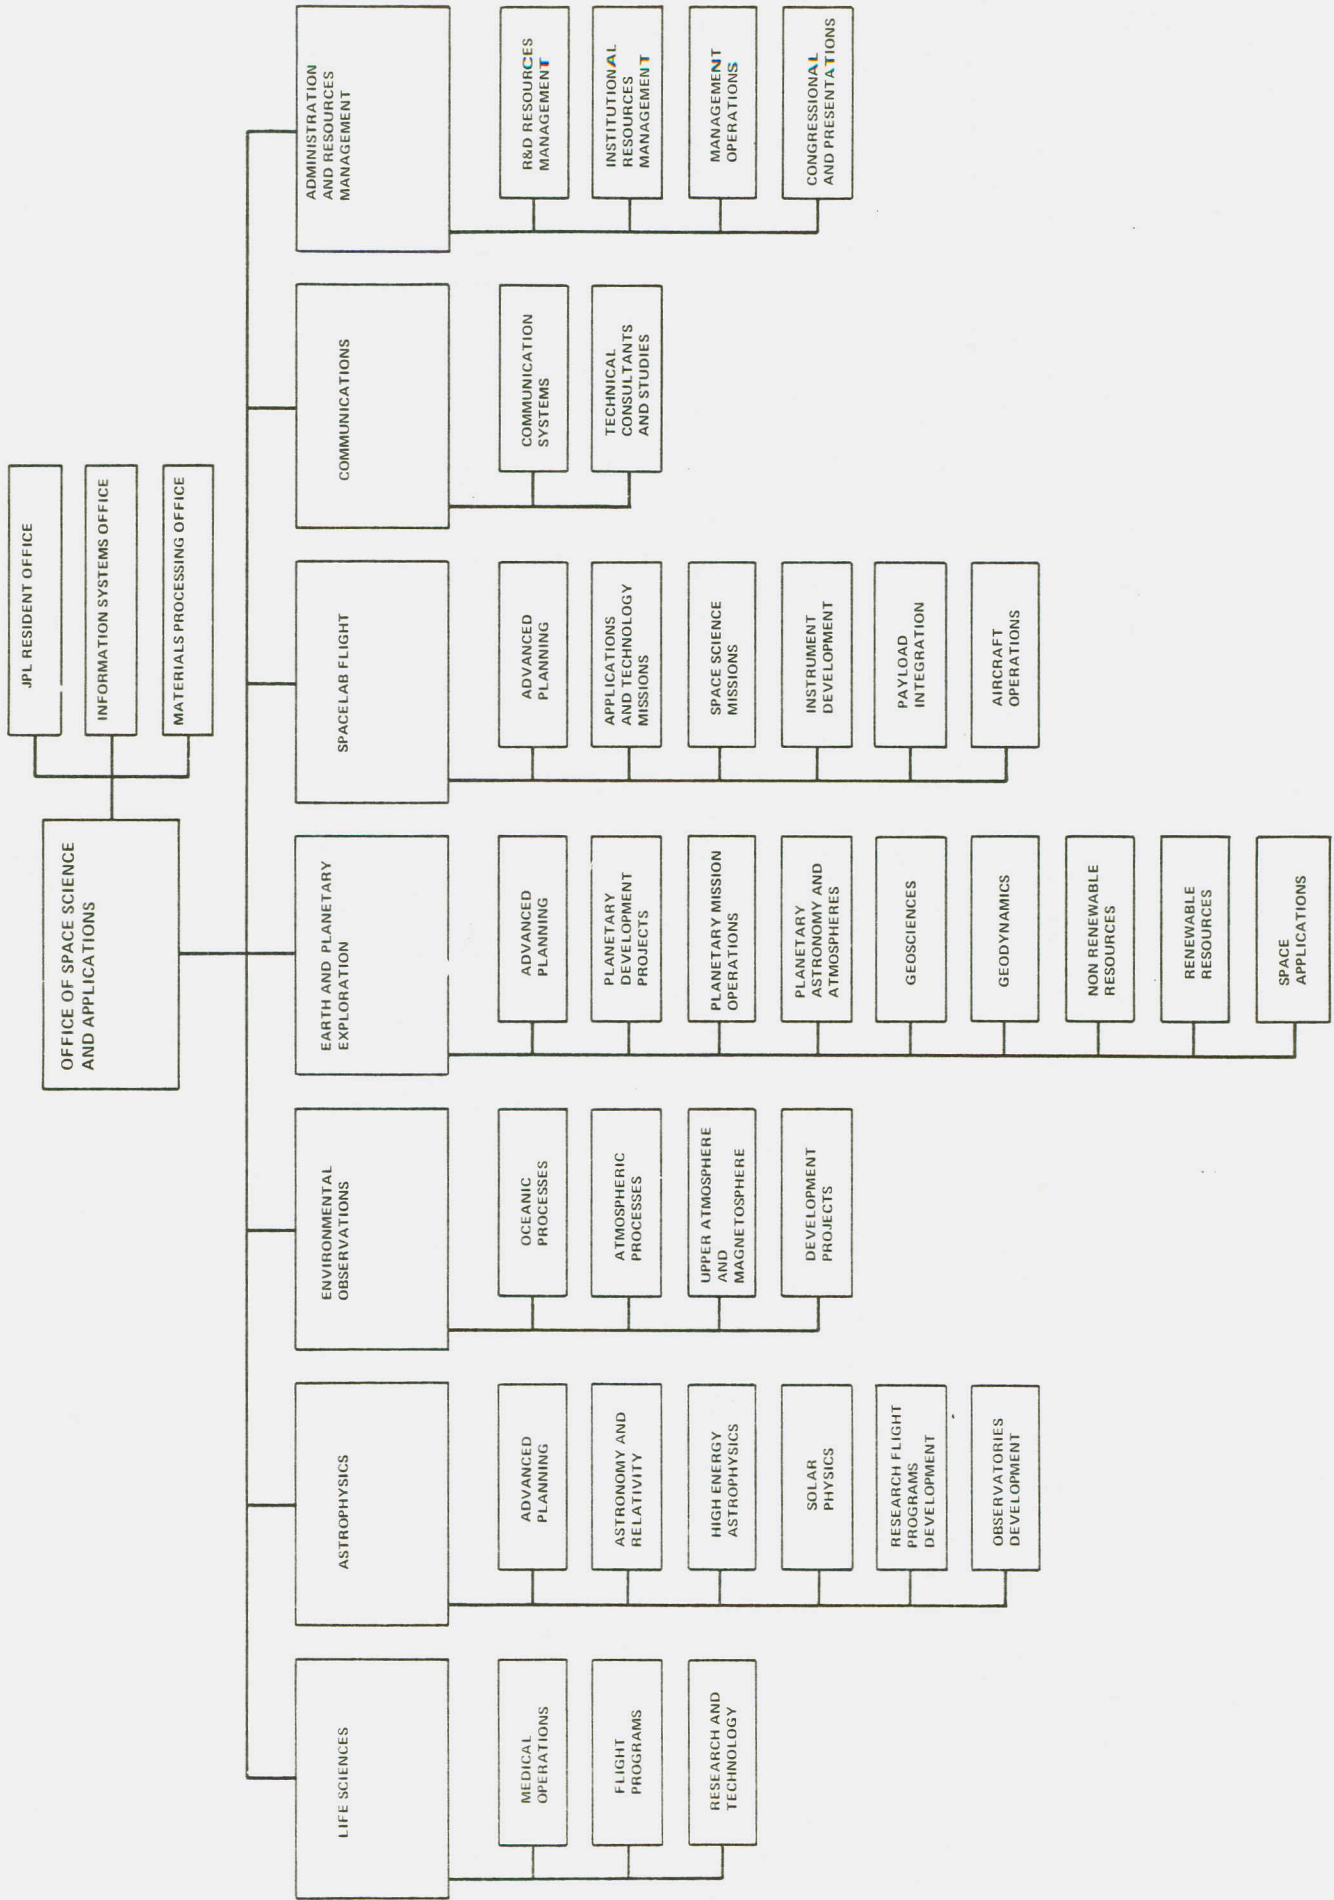 OFFICE OF SPACE SCIENCE
AND APPLICATIONS
JPL RESIDENT OFFICE
INFORMATION SYSTEMS OFFICE
MATERIALS PROCESSING OFFICE
LIFE SCIENCES
MEDICAL
OPERATIONS
FLIGHT
PROGRAMS
RESEARCH AND
TECHNOLOGY
ASTROPHYSICS
ADVANCED
PLANNING
ASTRONOMY AND
RELATIVITY
HIGH ENERGY
ASTROPHYSICS
SOLAR
PHYSICS
RESEARCH FLIGHT
PROGRAMS
DEVELOPMENT
OBSERVATORIES
DEVELOPMENT
ENVIRONMENTAL
OBSERVATIONS
OCEANIC
PROCESSES
ATMOSPHERIC
PROCESSES
UPPER ATMOSPHERE
AND
MAGNETOSPHERE
DEVELOPMENT
PROJECTS
EARTH AND PLANETARY
EXPLORATION
ADVANCED
PLANNING
PLANETARY
DEVELOPMENT
PROJECTS
PLANETARY MISSION
OPERATIONS
PLANETARY
ASTRONOMY AND
ATMOSPHERES
GEOSCIENCES
GEODYNAMICS
NON RENEWABLE
RESOURCES
RENEWABLE
RESOURCES
SPACE
APPLICATIONS
SPACELAB FLIGHT
ADVANCED
PLANNING
APPLICATIONS
AND TECHNOLOGY
MISSIONS
SPACE SCIENCE
MISSIONS
INSTRUMENT
DEVELOPMENT
PAYLOAD
INTEGRATION
AIRCRAFT
OPERATIONS
COMMUNICATIONS
COMMUNICATION
SYSTEMS
TECHNICAL
CONSULTANTS
AND STUDIES
ADMINISTRATION
AND RESOURCES
MANAGEMENT
R&D RESOURCES
MANAGEMENT
INSTITUTIONAL
RESOURCES
MANAGEMENT
MANAGEMENT
OPERATIONS
CONGRESSIONAL
AND PRESENTATIONS